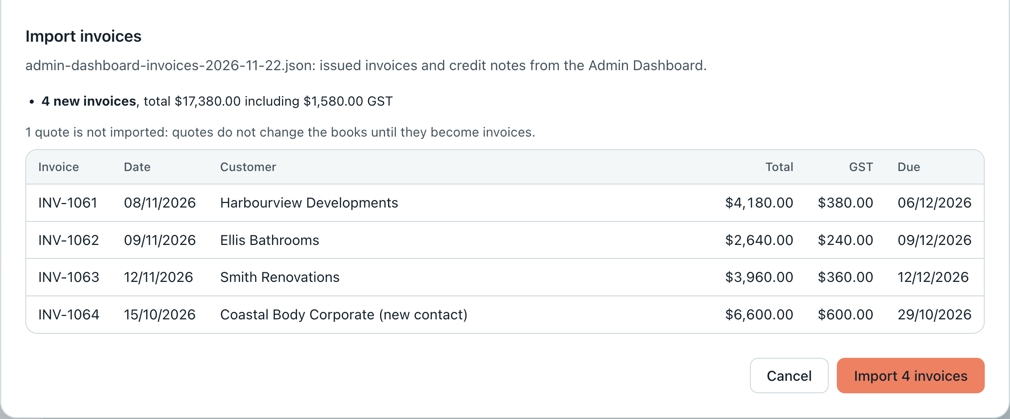 Import invoices
admin-dashboard-invoices-2026-11-22.json: issued invoices and credit notes from the Admin Dashboard.
• 4 new invoices, total $17,380.00 including $1,580.00 GST
1 quote is not imported: quotes do not change the books until they become invoices.
Invoice Date Customer Total GST Due
INV-1061 08/11/2026 Harbourview Developments $4,180.00 $380.00 06/12/2026
INV-1062 09/11/2026 Ellis Bathrooms $2,640.00 $240.00 09/12/2026
INV-1063 12/11/2026 Smith Renovations $3,960.00 $360.00 12/12/2026
INV-1064 15/10/2026 Coastal Body Corporate (new contact) $6,600.00 $600.00 29/10/2026
Cancel Import 4 invoices